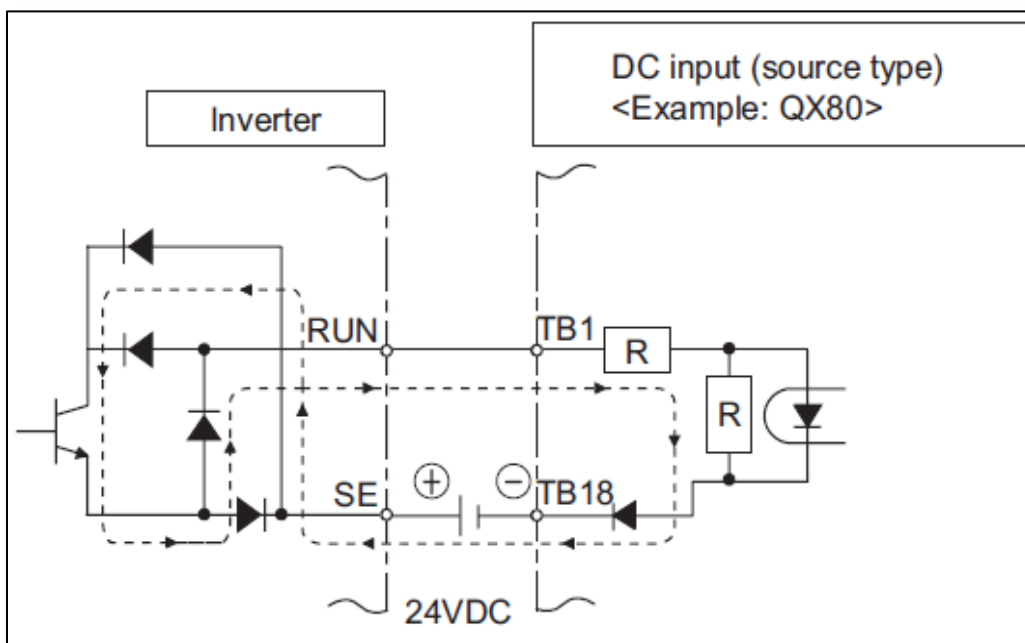 DC input (source type)
<Example: QX80>
Inverter
RUN
TB1
R
R
SE
+
−
TB18
24VDC